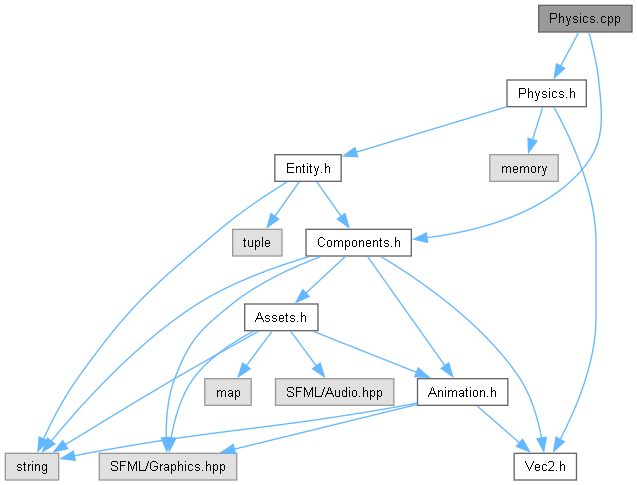 Physics.cpp
Physics.h
Entity.h
memory
tuple
Components.h
Assets.h
map
SFML/Audio.hpp
Animation.h
string
SFML/Graphics.hpp
Vec2.h